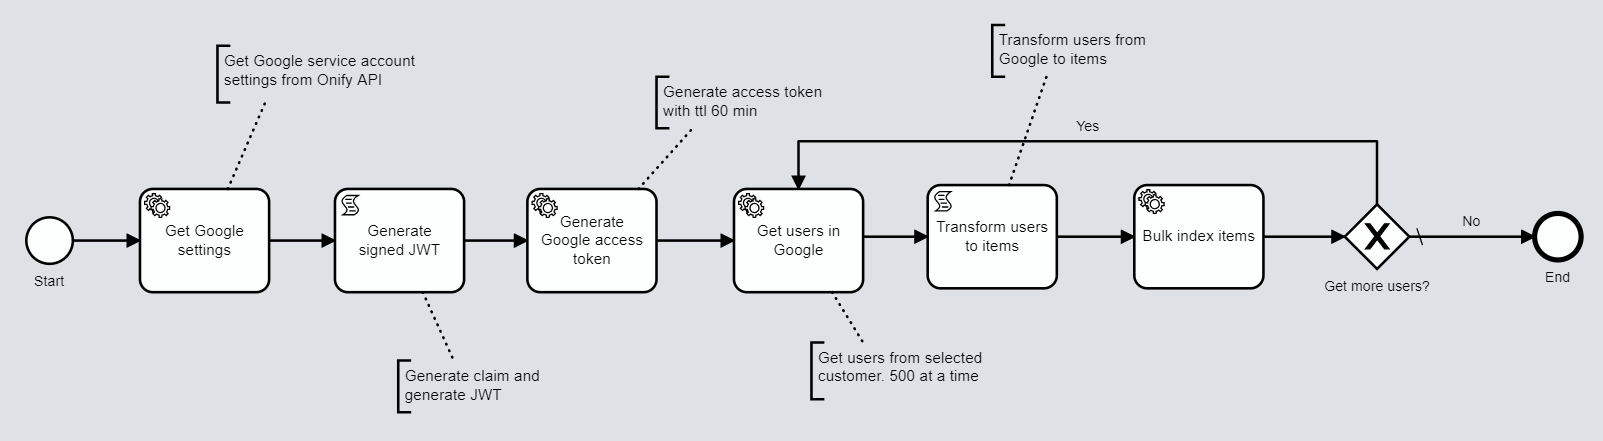 Get Google service account
settings from Onify API
Generate access token
with ttl 60 min
Transform users from
Google to items
Yes
Start
Get Google
settings
Generate
signed JWT
Generate
Google access
token
Get users in
Google
Transform users
to items
Bulk index items
Get more users?
No
End
Generate claim and
generate JWT
Get users from selected
customer. 500 at a time